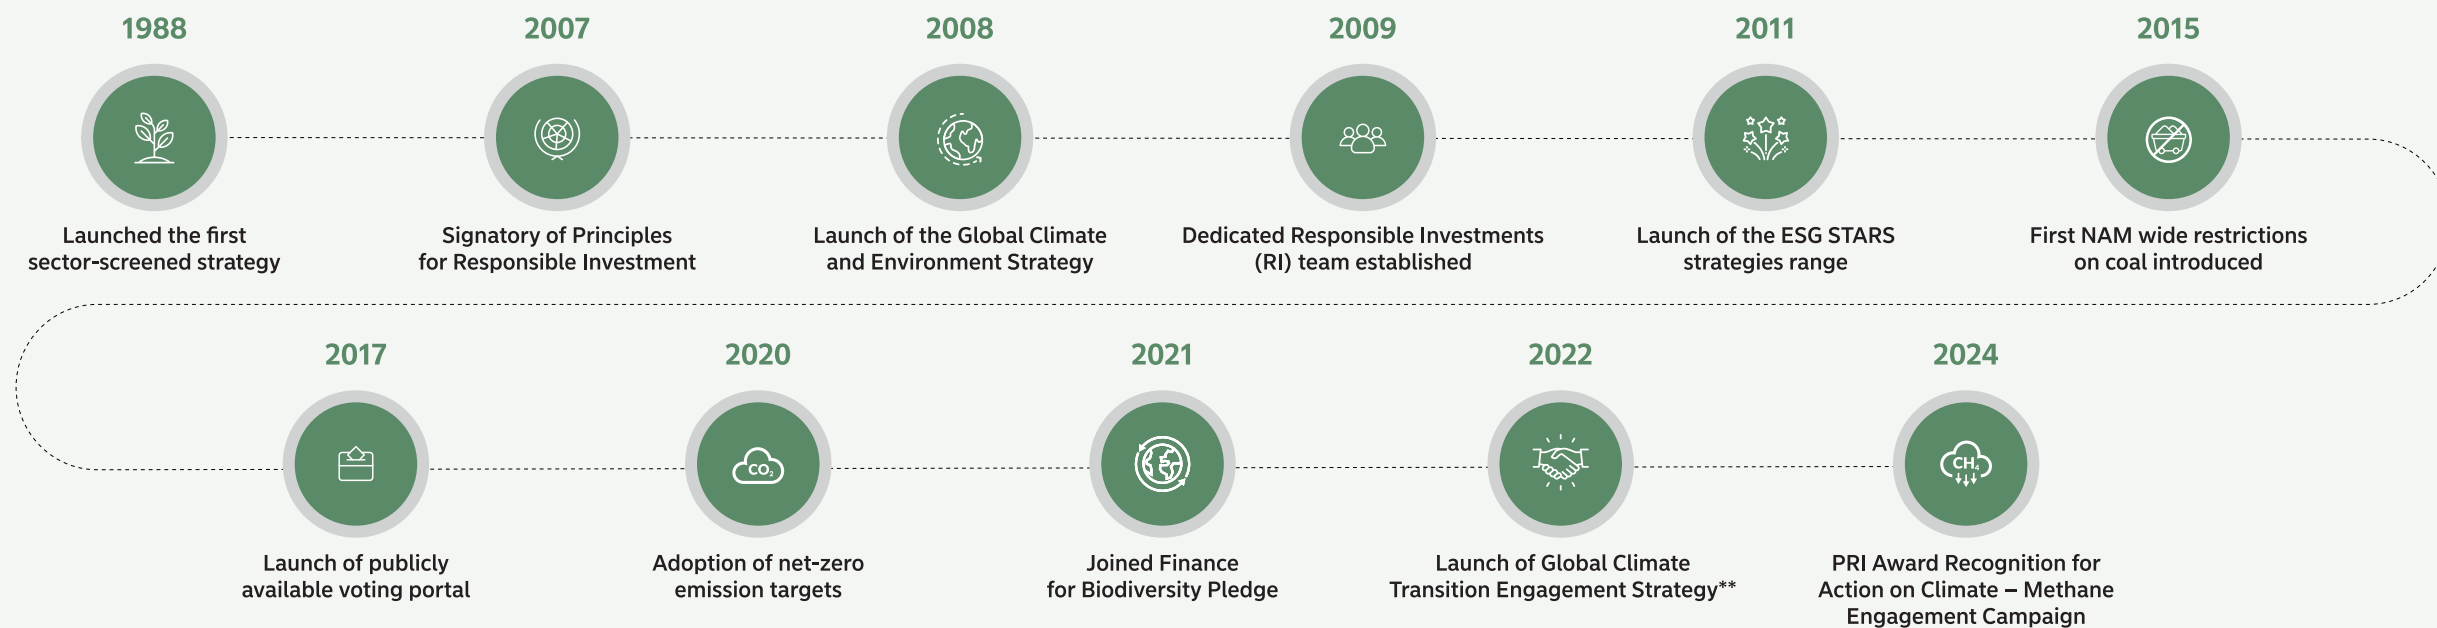 1988
2007
2008
2009
2011
2015
Launched the first
sector-screened strategy
Signatory of Principles
for Responsible Investment
Launch of the Global Climate
and Environment Strategy
Dedicated Responsible Investments
(RI) team established
Launch of the ESG STARS
strategies range
First NAM wide restrictions
on coal introduced
2017
2020
2021
2022
2024
CO₂
CH₄
Launch of publicly
available voting portal
Adoption of net-zero
emission targets
Joined Finance
for Biodiversity Pledge
Launch of Global Climate
Transition Engagement Strategy**
PRI Award Recognition for
Action on Climate – Methane
Engagement Campaign